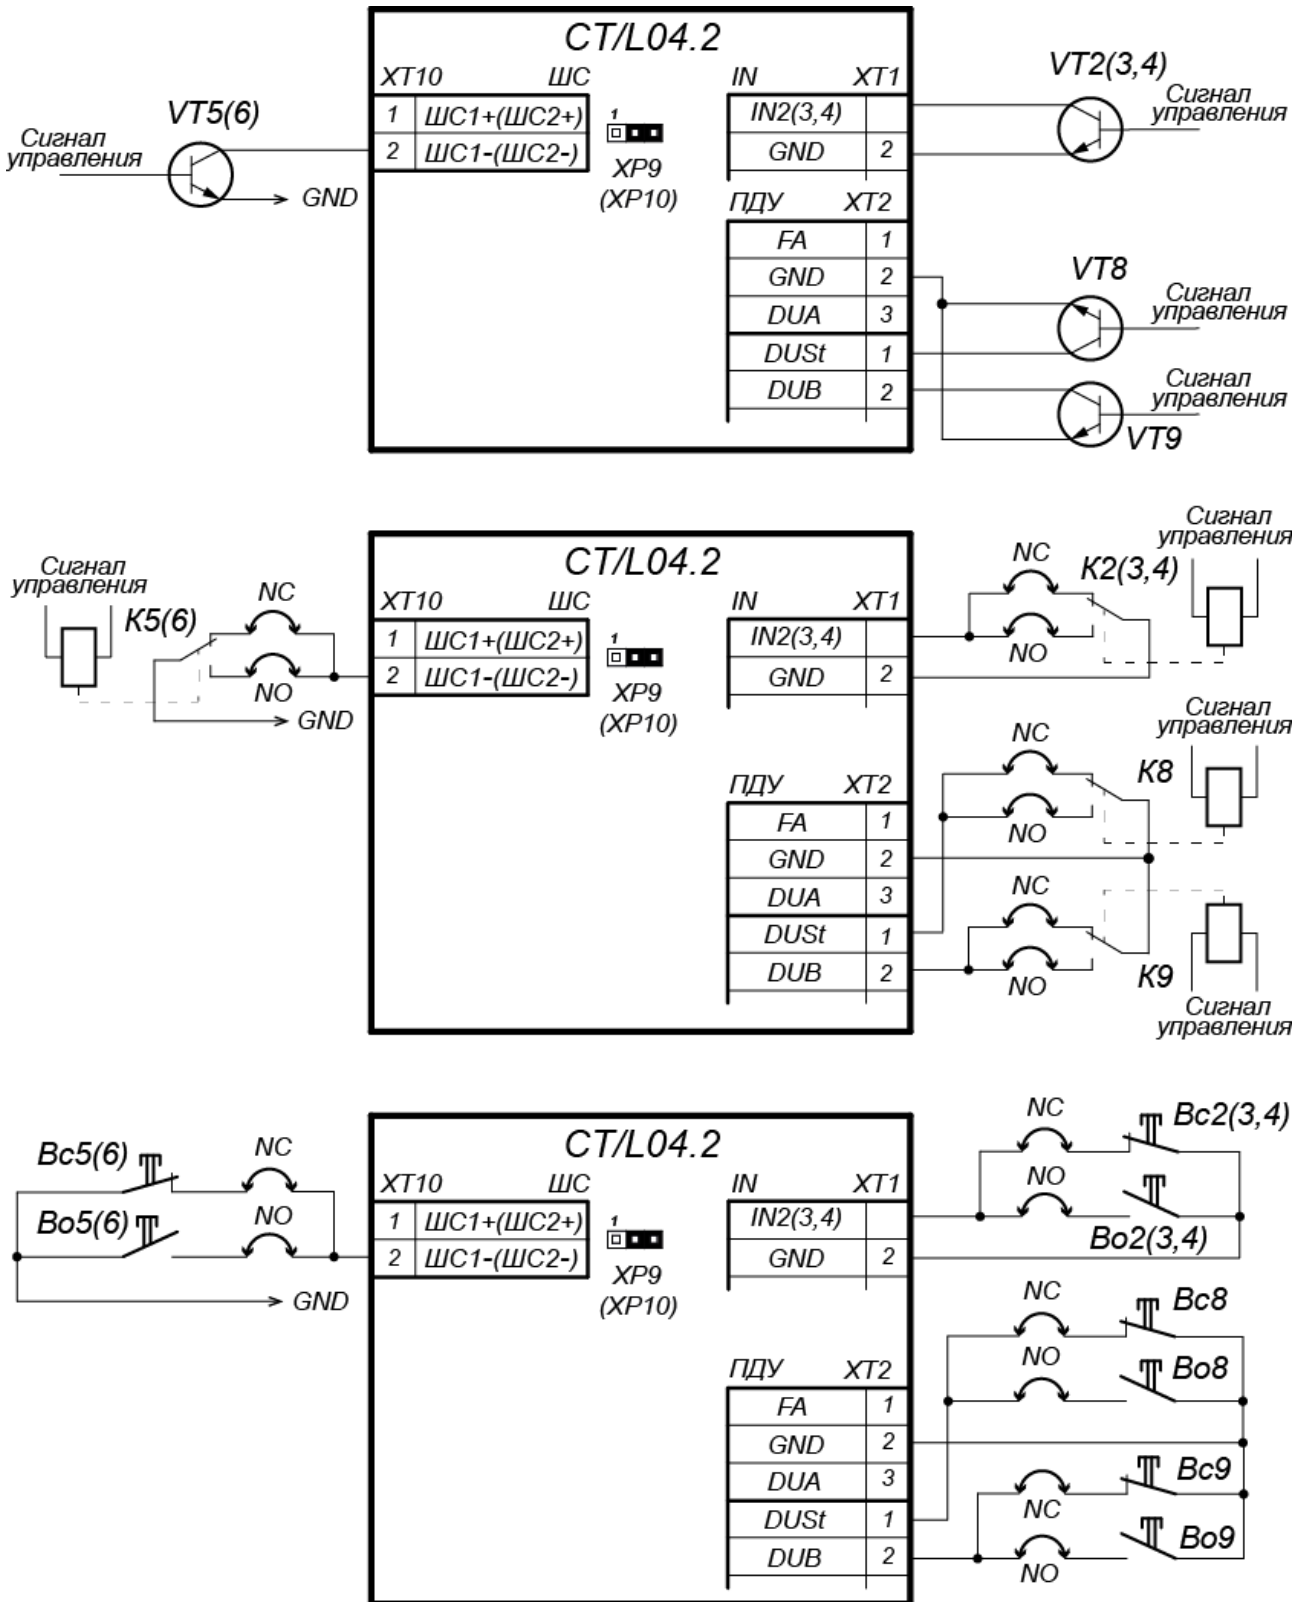 CT/L04.2
XT10 ШС IN XT1
1 ШС1+(ШС2+) IN2(3,4)
2 ШС1-(ШС2-) GND 2
1
XP9
(XP10)
VT5(6)
Сигнал
управления
GND
VT2(3,4)
Сигнал
управления
ПДУ XT2
FA 1
GND 2
DUA 3
DUSt 1
DUB 2
VT8
Сигнал
управления
Сигнал
управления
VT9
CT/L04.2
XT10 ШС IN XT1
1 ШС1+(ШС2+) IN2(3,4)
2 ШС1-(ШС2-) GND 2
1
XP9
(XP10)
Сигнал
управления
K5(6)
NC
NO
GND
NC
K2(3,4)
NO
Сигнал
управления
ПДУ XT2
FA 1
GND 2
DUA 3
DUSt 1
DUB 2
NC
K8
NO
Сигнал
управления
NC
NO
K9
Сигнал
управления
CT/L04.2
XT10 ШС IN XT1
1 ШС1+(ШС2+) IN2(3,4)
2 ШС1-(ШС2-) GND 2
1
XP9
(XP10)
Bc5(6)
NC
Bo5(6)
NO
GND
NC
Bc2(3,4)
NO
Bo2(3,4)
ПДУ XT2
FA 1
GND 2
DUA 3
DUSt 1
DUB 2
NC
Bc8
NO
Bo8
Bc9
NC
Bo9
NO